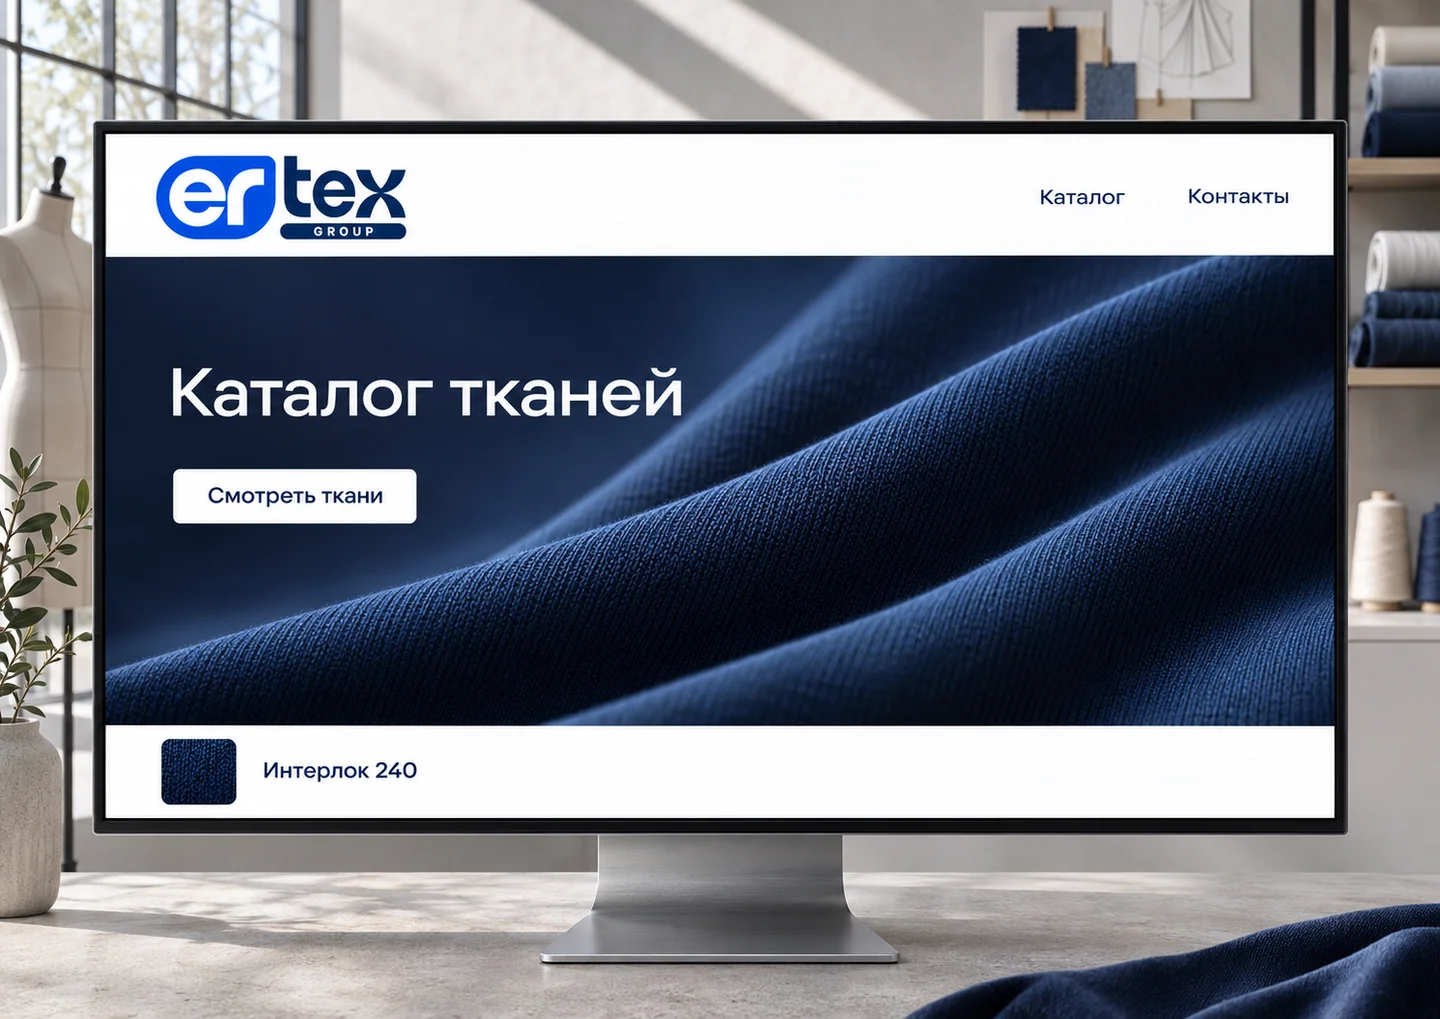 ertex
GROUP
Каталог
Контакты
Каталог тканей
Смотреть ткани
Интерлок 240